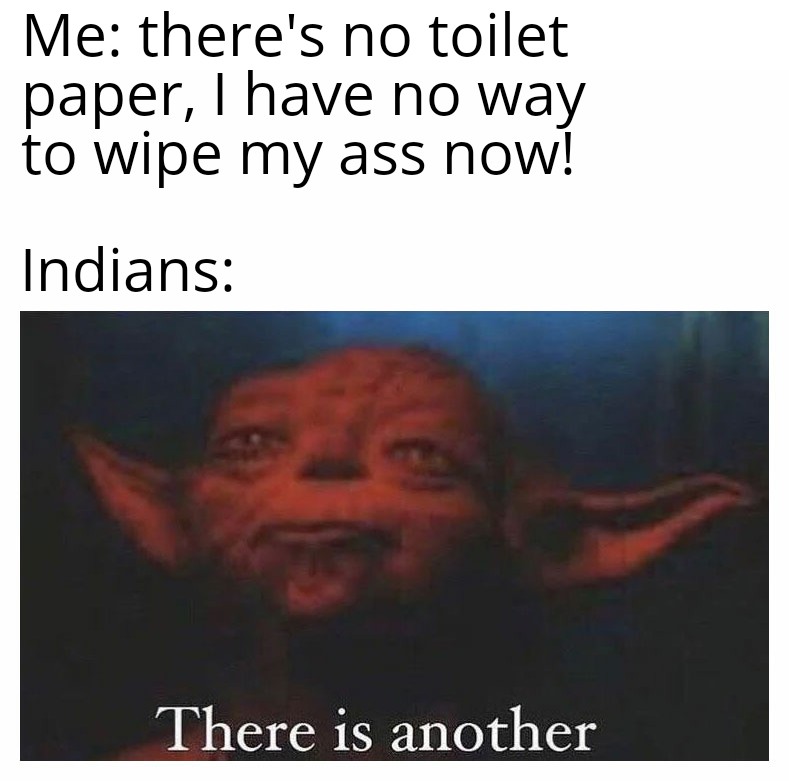 Me: there's no toilet
paper, I have no way
to wipe my ass now!
Indians:
There is another